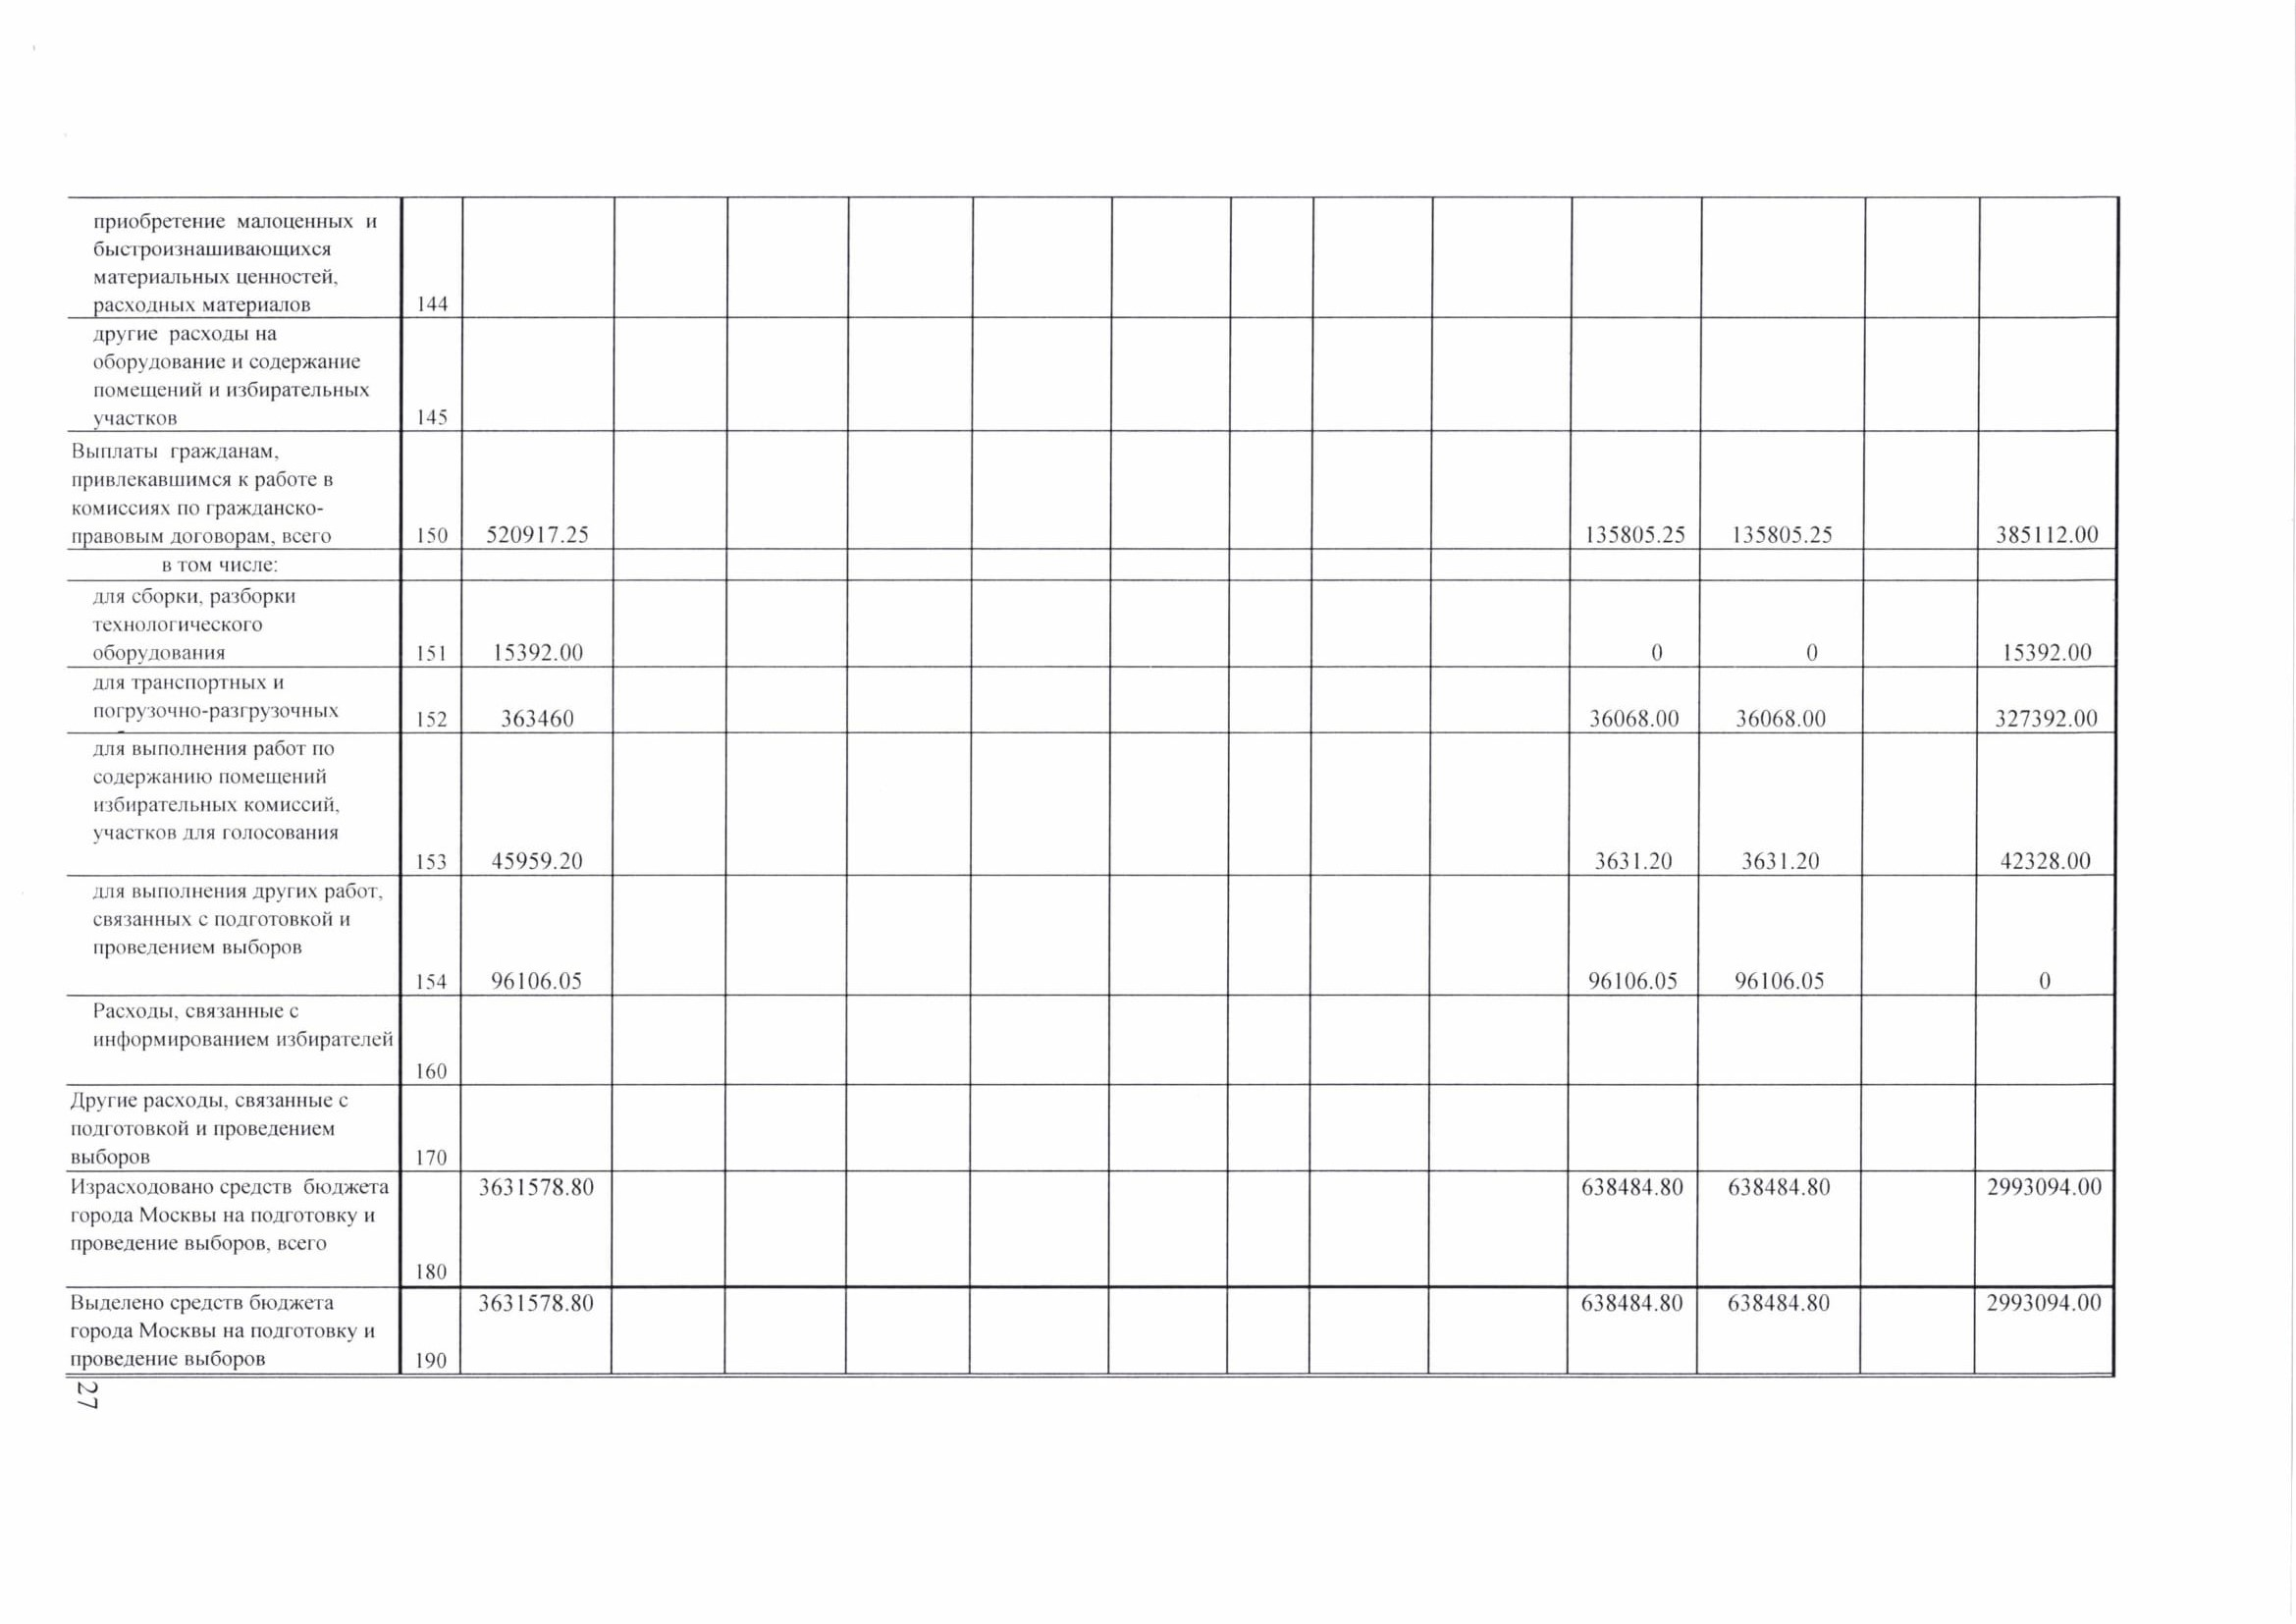 приобретение малоценных и
быстроизнашивающихся
материальных ценностей,
расходных материалов 144
другие расходы на
оборудование и содержание
помещений и избирательных
участков 145
Выплаты гражданам,
привлекавшимся к работе в
комиссиях по гражданско-
правовым договорам, всего 150 520917.25 135805.25 135805.25 385112.00
в том числе:
для сборки, разборки
технологического
оборудования 151 15392.00 0 0 15392.00
для транспортных и
погрузочно-разгрузочных 152 363460 36068.00 36068.00 327392.00
для выполнения работ по
содержанию помещений
избирательных комиссий,
участков для голосования
153 45959.20 3631.20 3631.20 42328.00
для выполнения других работ,
связанных с подготовкой и
проведением выборов
154 96106.05 96106.05 96106.05 0
Расходы, связанные с
информированием избирателей
160
Другие расходы, связанные с
подготовкой и проведением
выборов 170
Израсходовано средств бюджета 3631578.80 638484.80 638484.80 2993094.00
города Москвы на подготовку и
проведение выборов, всего
180
Выделено средств бюджета 3631578.80 638484.80 638484.80 2993094.00
города Москвы на подготовку и
проведение выборов 190
27